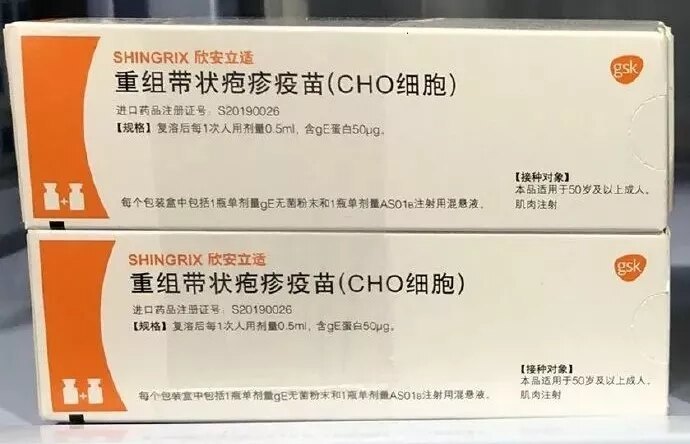 SHINGRIX 欣安立适
gsk
重组带状疱疹疫苗(CHO细胞)
进口药品注册证号: S20190026
【规格】复溶后每1次人用剂量0.5ml，含gE蛋白50μg。
【接种对象】
本品适用于50岁及以上成人。
肌肉注射
每个包装盒中包括1瓶单剂量gE无菌粉末和1瓶单剂量AS01B注射用混悬液。
SHINGRIX 欣安立适
gsk
重组带状疱疹疫苗(CHO细胞)
进口药品注册证号: S20190026
【规格】复溶后每1次人用剂量0.5ml，含gE蛋白50μg。
【接种对象】
本品适用于50岁及以上成人。
肌肉注射
每个包装盒中包括1瓶单剂量gE无菌粉末和1瓶单剂量AS01B注射用混悬液。